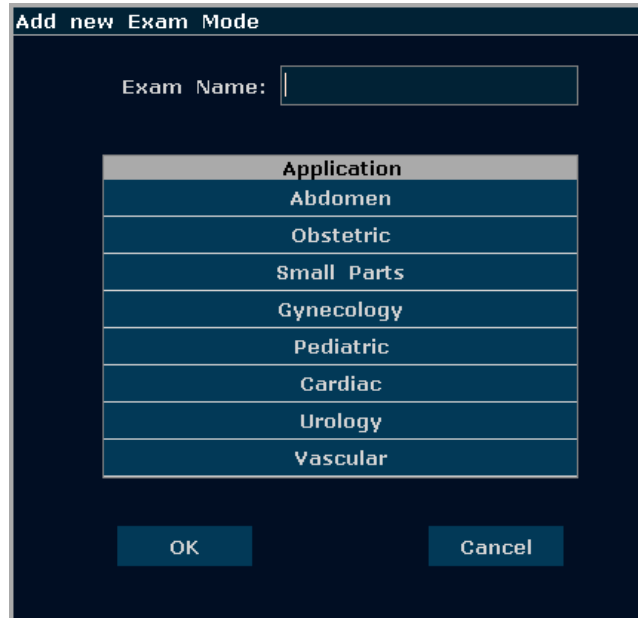 Add new Exam Mode
Exam Name:
Application
Abdomen
Obstetric
Small Parts
Gynecology
Pediatric
Cardiac
Urology
Vascular
OK Cancel